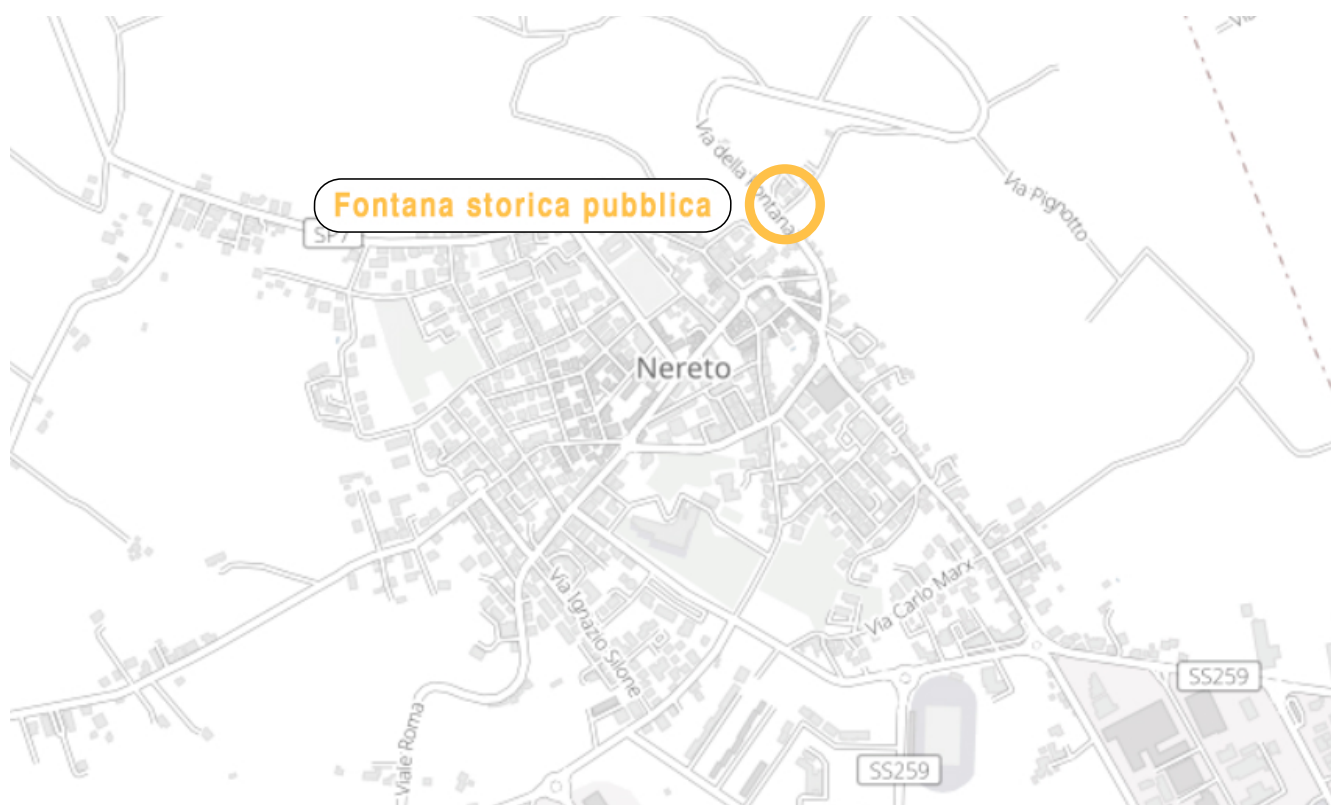 Via della Fontana
Via Pignotto
Fontana storica pubblica
SP7
Nereto
Via Carlo Marx
Via Ignazio Silone
SS259
Viale Roma
SS259